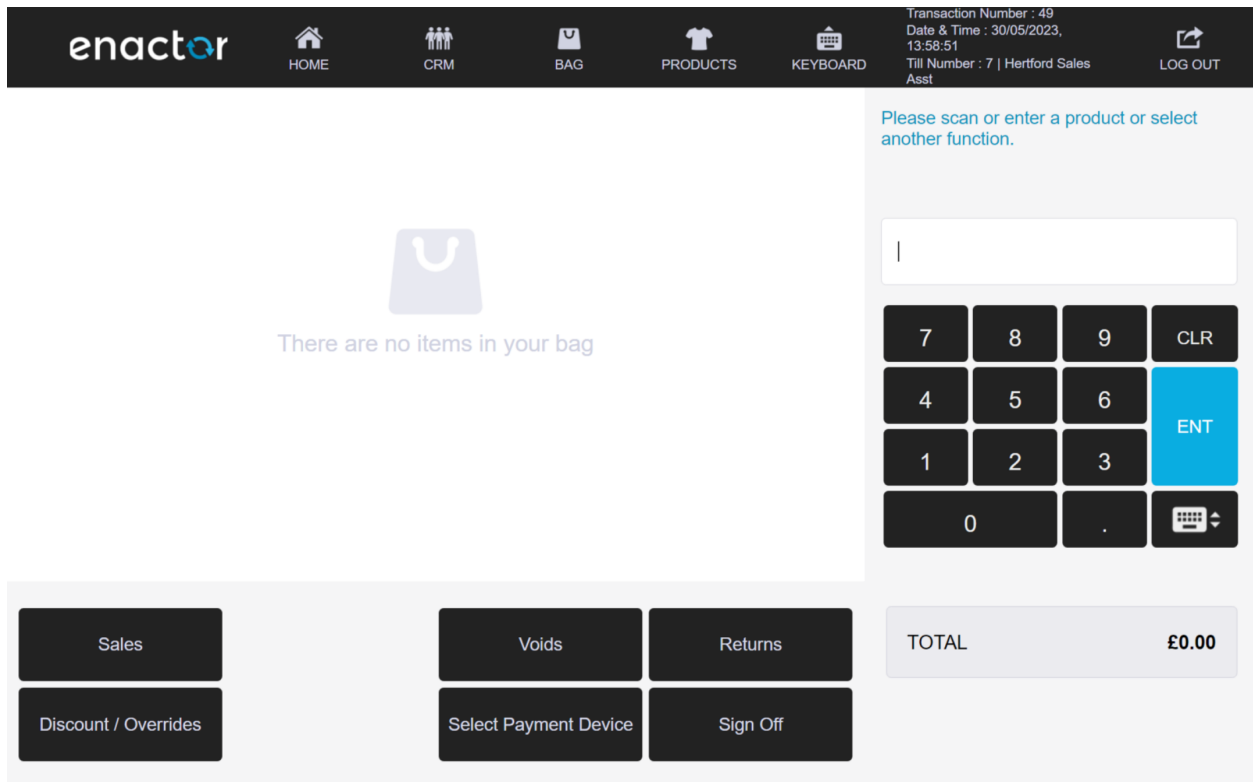 enactor
HOME
CRM
BAG
PRODUCTS
KEYBOARD
Transaction Number : 49
Date & Time : 30/05/2023,
13:58:51
Till Number : 7 | Hertford Sales
Asst
LOG OUT
Please scan or enter a product or select
another function.
There are no items in your bag
7 8 9 CLR
4 5 6
ENT
1 2 3
0 .
Sales
Voids
Returns
TOTAL £0.00
Discount / Overrides
Select Payment Device
Sign Off